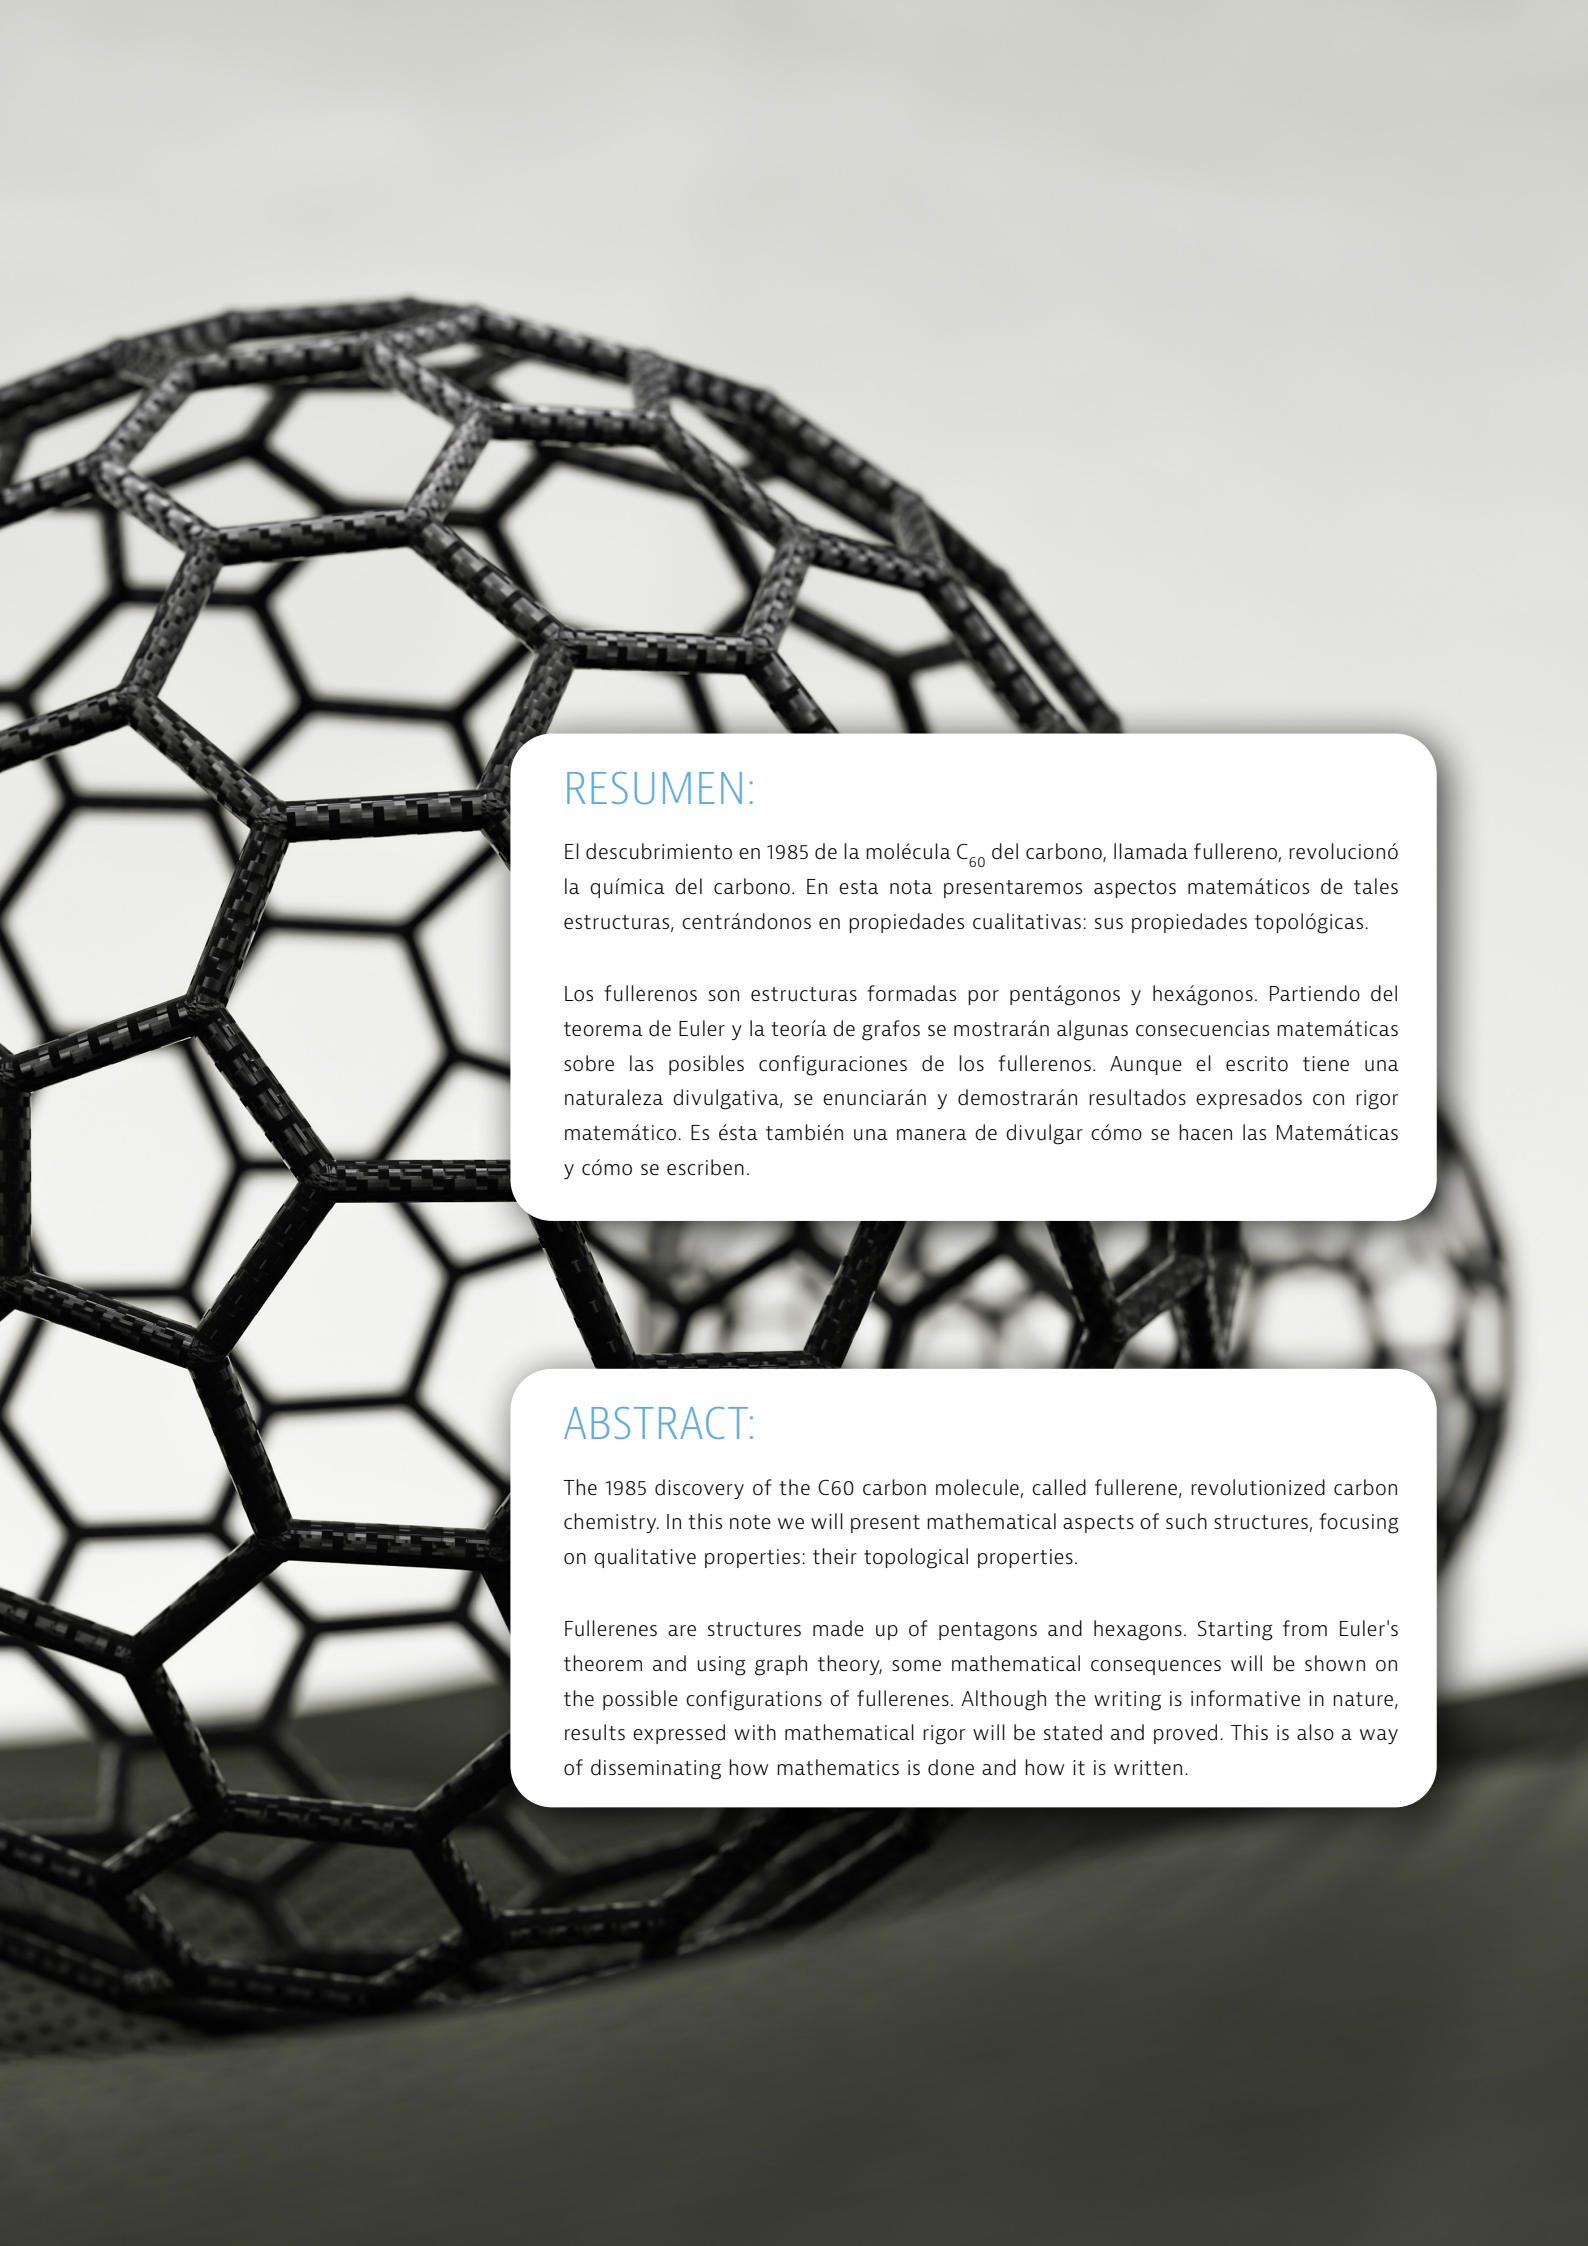 RESUMEN:
El descubrimiento en 1985 de la molécula C60 del carbono, llamada fullereno, revolucionó
la química del carbono. En esta nota presentaremos aspectos matemáticos de tales
estructuras, centrándonos en propiedades cualitativas: sus propiedades topológicas.
Los fullerenos son estructuras formadas por pentágonos y hexágonos. Partiendo del
teorema de Euler y la teoría de grafos se mostrarán algunas consecuencias matemáticas
sobre las posibles configuraciones de los fullerenos. Aunque el escrito tiene una
naturaleza divulgativa, se enunciarán y demostrarán resultados expresados con rigor
matemático. Es ésta también una manera de divulgar cómo se hacen las Matemáticas
y cómo se escriben.
ABSTRACT:
The 1985 discovery of the C60 carbon molecule, called fullerene, revolutionized carbon
chemistry. In this note we will present mathematical aspects of such structures, focusing
on qualitative properties: their topological properties.
Fullerenes are structures made up of pentagons and hexagons. Starting from Euler's
theorem and using graph theory, some mathematical consequences will be shown on
the possible configurations of fullerenes. Although the writing is informative in nature,
results expressed with mathematical rigor will be stated and proved. This is also a way
of disseminating how mathematics is done and how it is written.